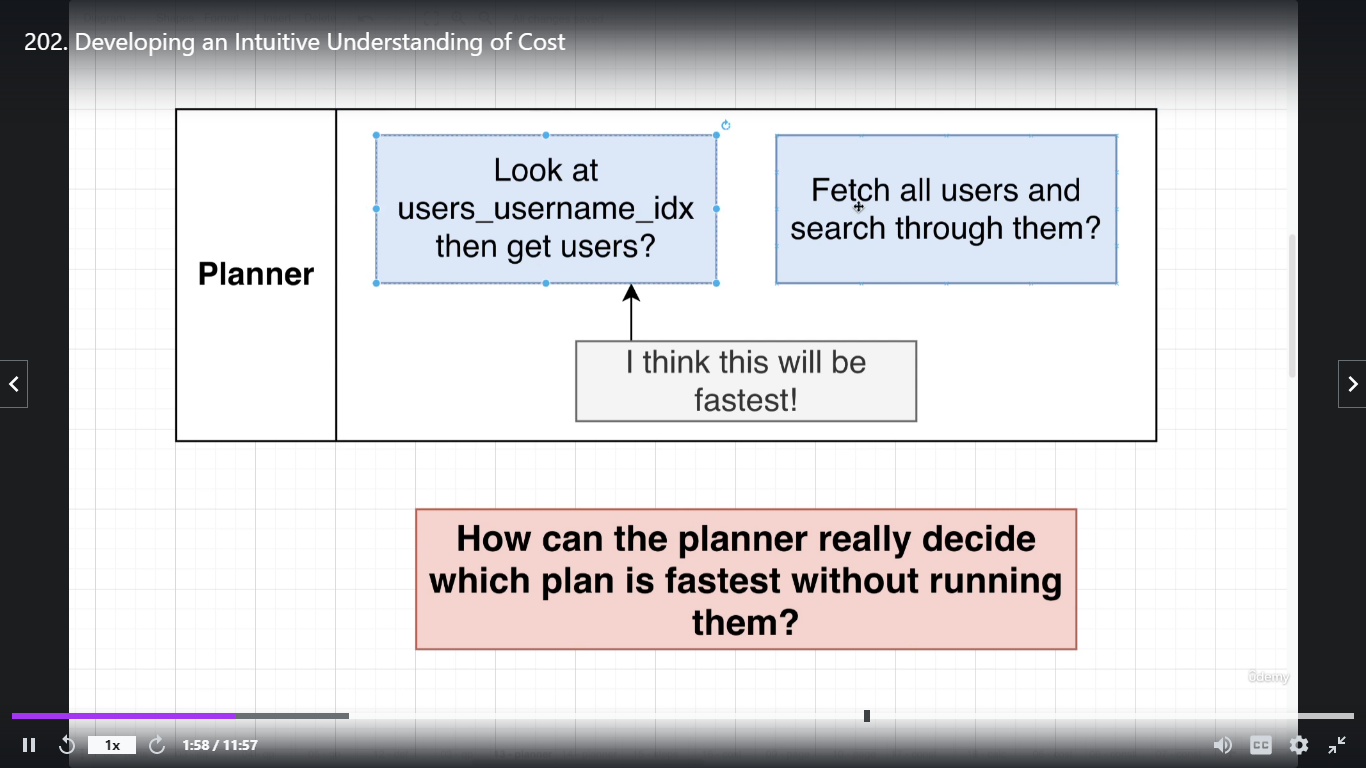 202. Developing an Intuitive Understanding of Cost
Look at
users_username_idx
then get users?
Fetch all users and
search through them?
Planner
I think this will be
fastest!
How can the planner really decide
which plan is fastest without running
them?
ûdemy
1x
1:58 / 11:57
CC